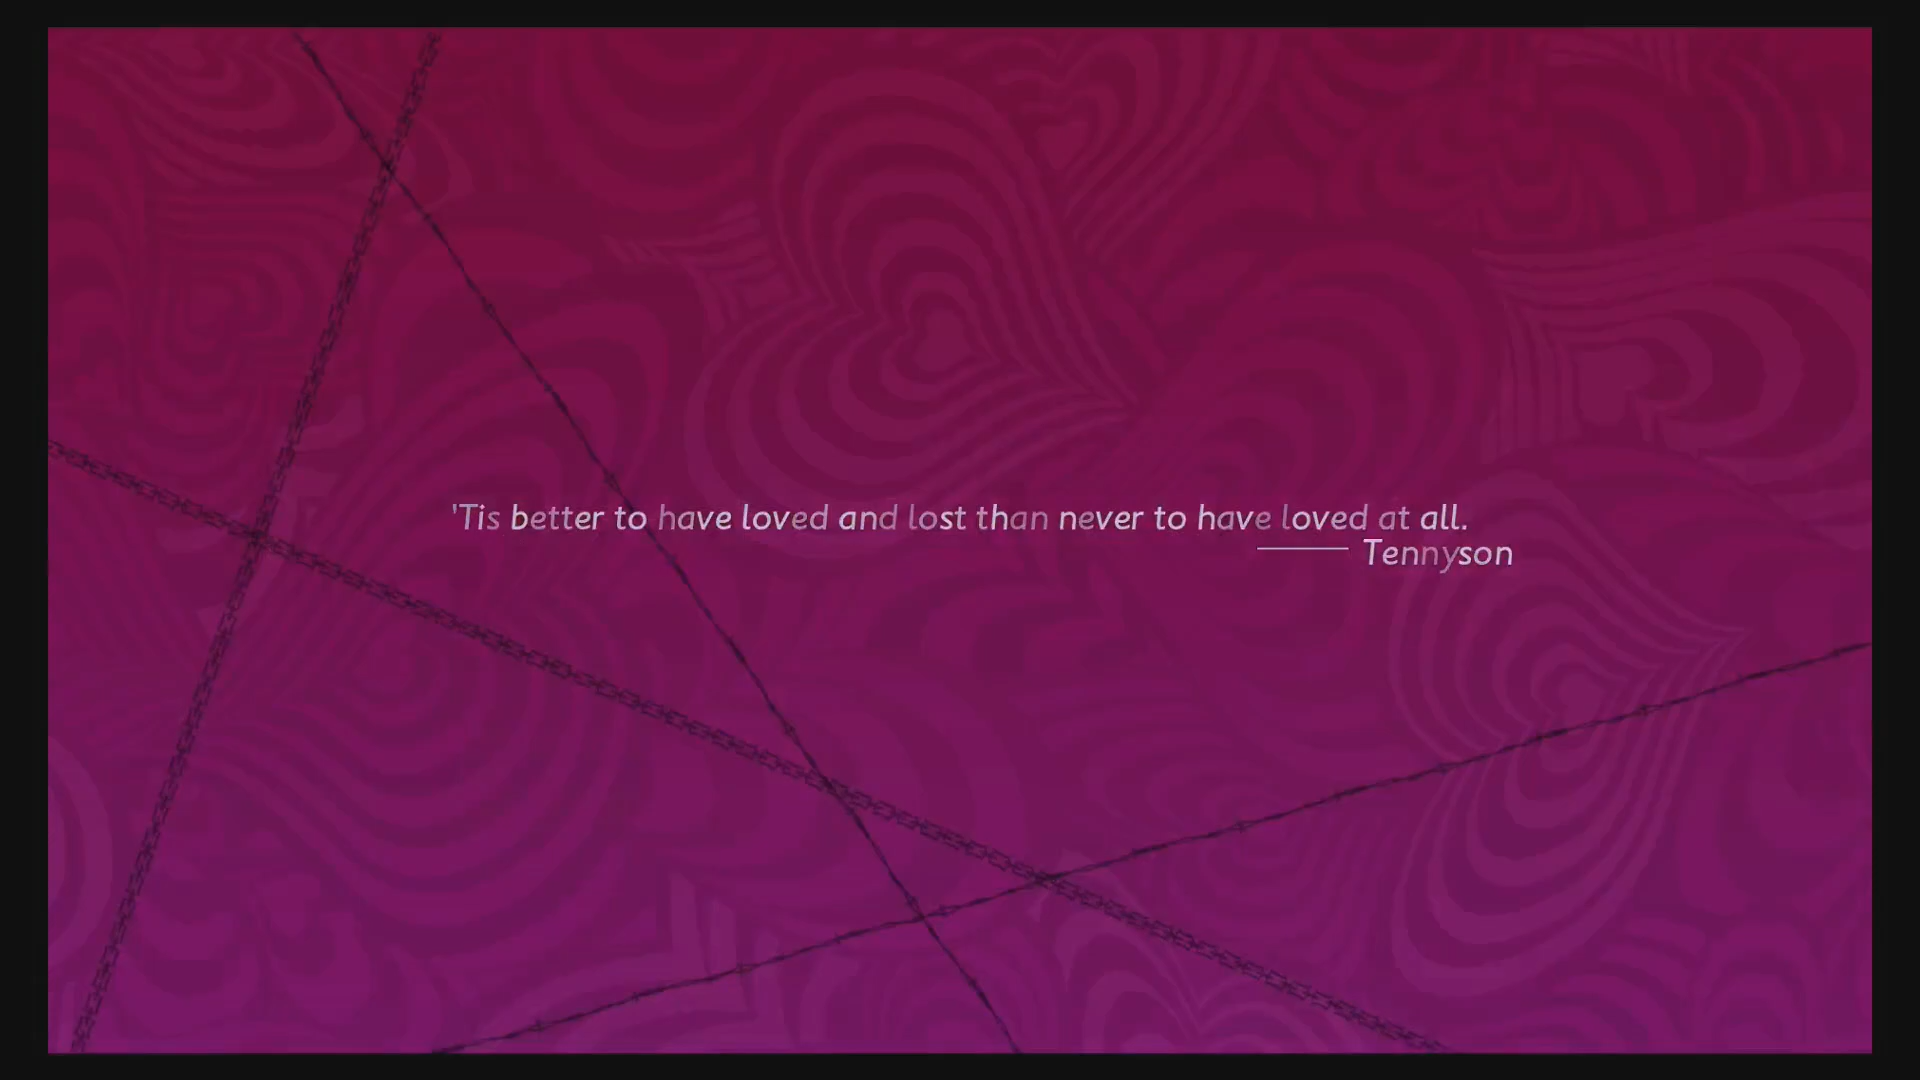 'Tis better to have loved and lost than never to have loved at all.
——— Tennyson